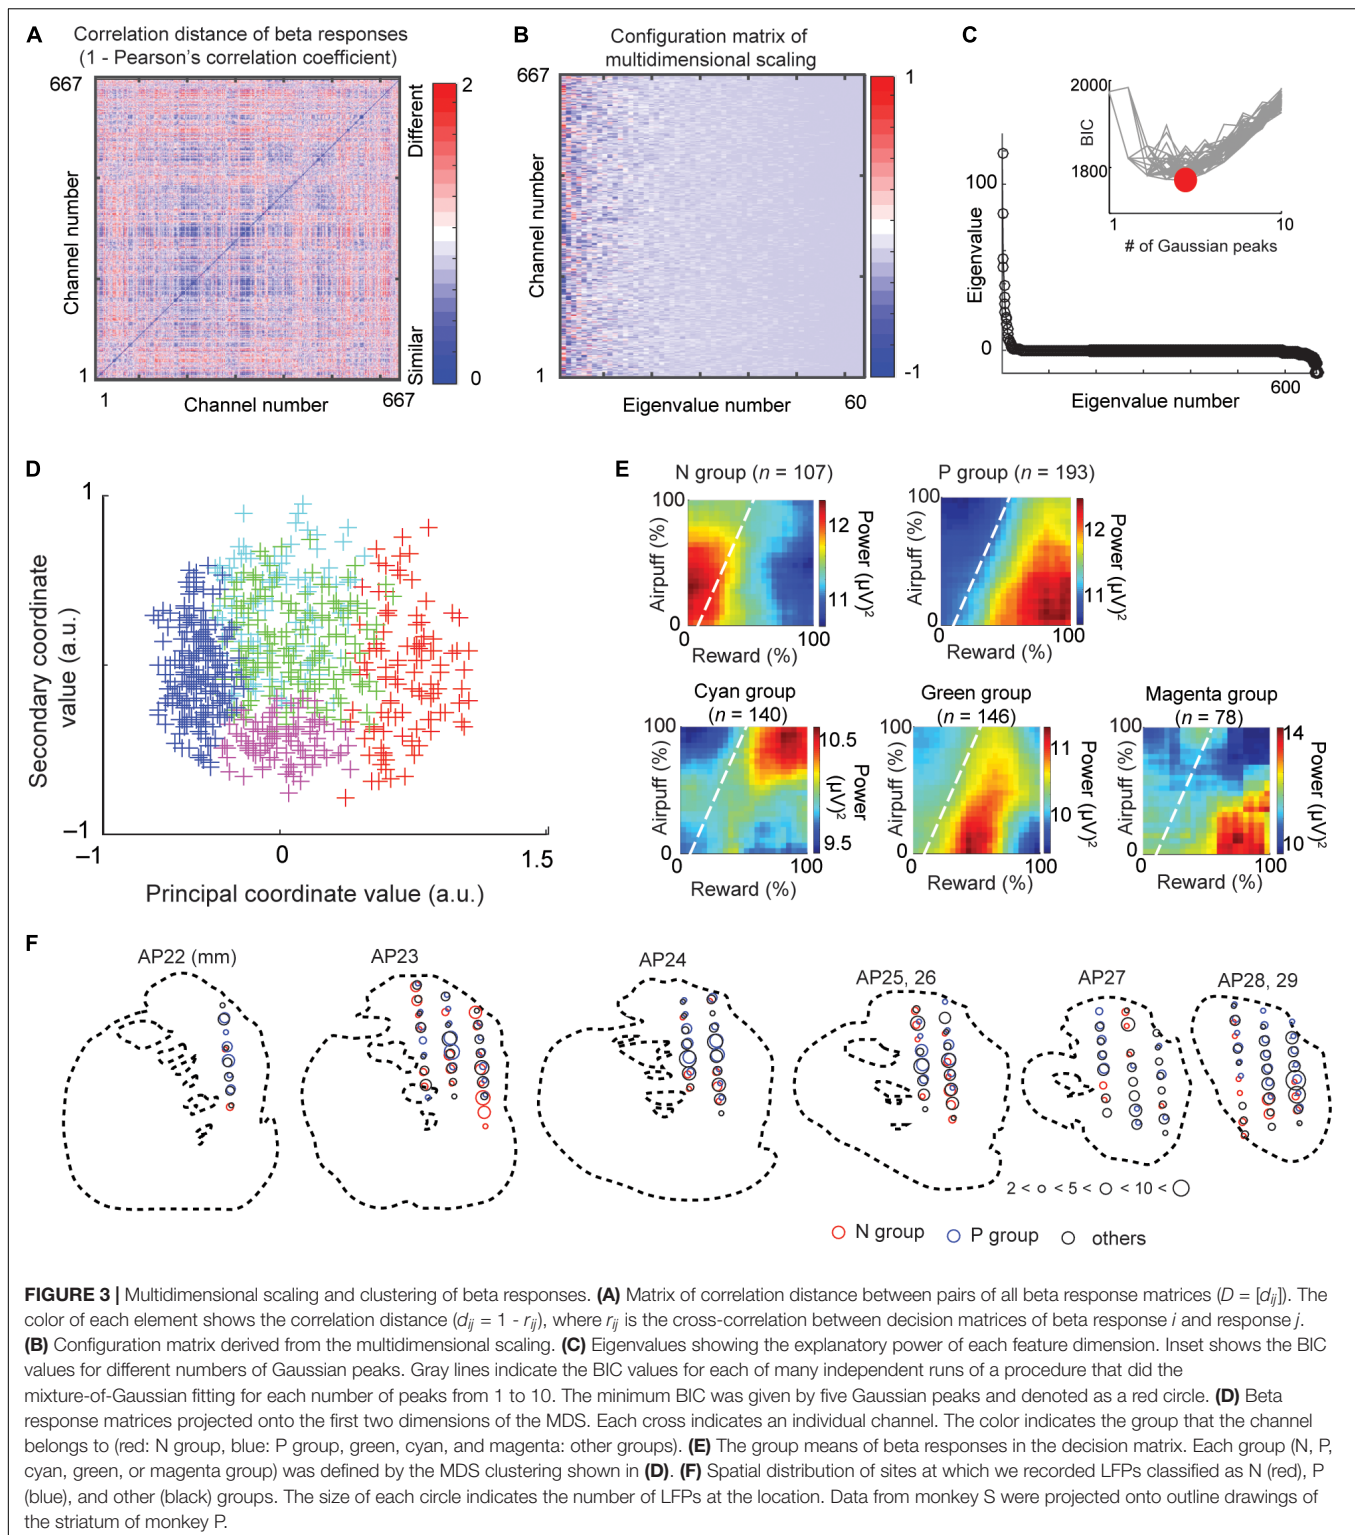 A
Correlation distance of beta responses
(1 - Pearson's correlation coefficient)
667
Channel number
1
1
Channel number
667
2
Different
Similar
0
B
Configuration matrix of
multidimensional scaling
667
Channel number
1
Eigenvalue number
60
1
-1
C
2000
BIC
1800
1
10
# of Gaussian peaks
100
Eigenvalue
0
600
Eigenvalue number
D
1
Secondary coordinate
value (a.u.)
–1
–1
0
1.5
Principal coordinate value (a.u.)
E
N group (n = 107)
100
Airpuff (%)
0
0
100
Reward (%)
12
11
Power (µV)²
P group (n = 193)
100
Airpuff (%)
0
0
100
Reward (%)
12
11
Power (µV)²
Cyan group
(n = 140)
100
Airpuff (%)
0
0
100
Reward (%)
10.5
9.5
Power
(µV)²
Green group
(n = 146)
100
Airpuff (%)
0
0
100
Reward (%)
11
10
Power (µV)²
Magenta group
(n = 78)
100
Airpuff (%)
0
0
100
Reward (%)
14
10
Power (µV)²
F
AP22 (mm)
AP23
AP24
AP25, 26
AP27
AP28, 29
2 < < 5 < < 10 <
N group
P group
others
FIGURE 3 | Multidimensional scaling and clustering of beta responses. (A) Matrix of correlation distance between pairs of all beta response matrices (D = [dij]). The
color of each element shows the correlation distance (dij = 1 - rij), where rij is the cross-correlation between decision matrices of beta response i and response j.
(B) Configuration matrix derived from the multidimensional scaling. (C) Eigenvalues showing the explanatory power of each feature dimension. Inset shows the BIC
values for different numbers of Gaussian peaks. Gray lines indicate the BIC values for each of many independent runs of a procedure that did the
mixture-of-Gaussian fitting for each number of peaks from 1 to 10. The minimum BIC was given by five Gaussian peaks and denoted as a red circle. (D) Beta
response matrices projected onto the first two dimensions of the MDS. Each cross indicates an individual channel. The color indicates the group that the channel
belongs to (red: N group, blue: P group, green, cyan, and magenta: other groups). (E) The group means of beta responses in the decision matrix. Each group (N, P,
cyan, green, or magenta group) was defined by the MDS clustering shown in (D). (F) Spatial distribution of sites at which we recorded LFPs classified as N (red), P
(blue), and other (black) groups. The size of each circle indicates the number of LFPs at the location. Data from monkey S were projected onto outline drawings of
the striatum of monkey P.